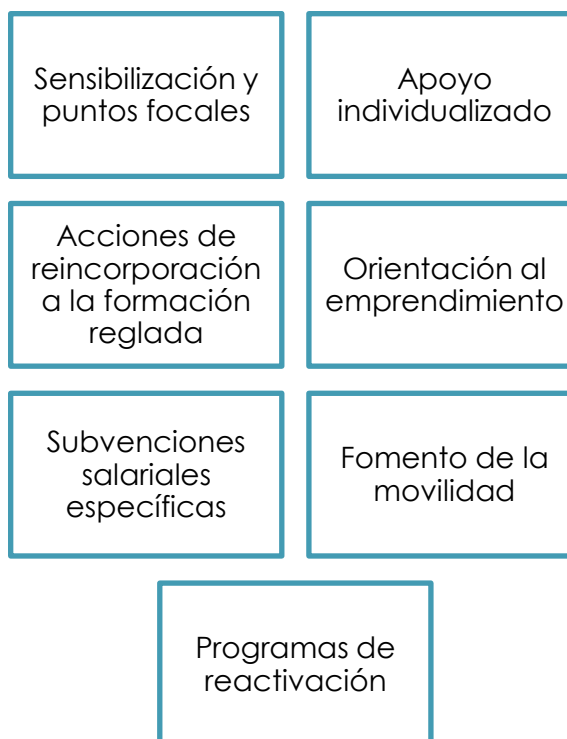 Sensibilización y
puntos focales
Apoyo
individualizado
Acciones de
reincorporación
a la formación
reglada
Orientación al
emprendimiento
Subvenciones
salariales
específicas
Fomento de la
movilidad
Programas de
reactivación